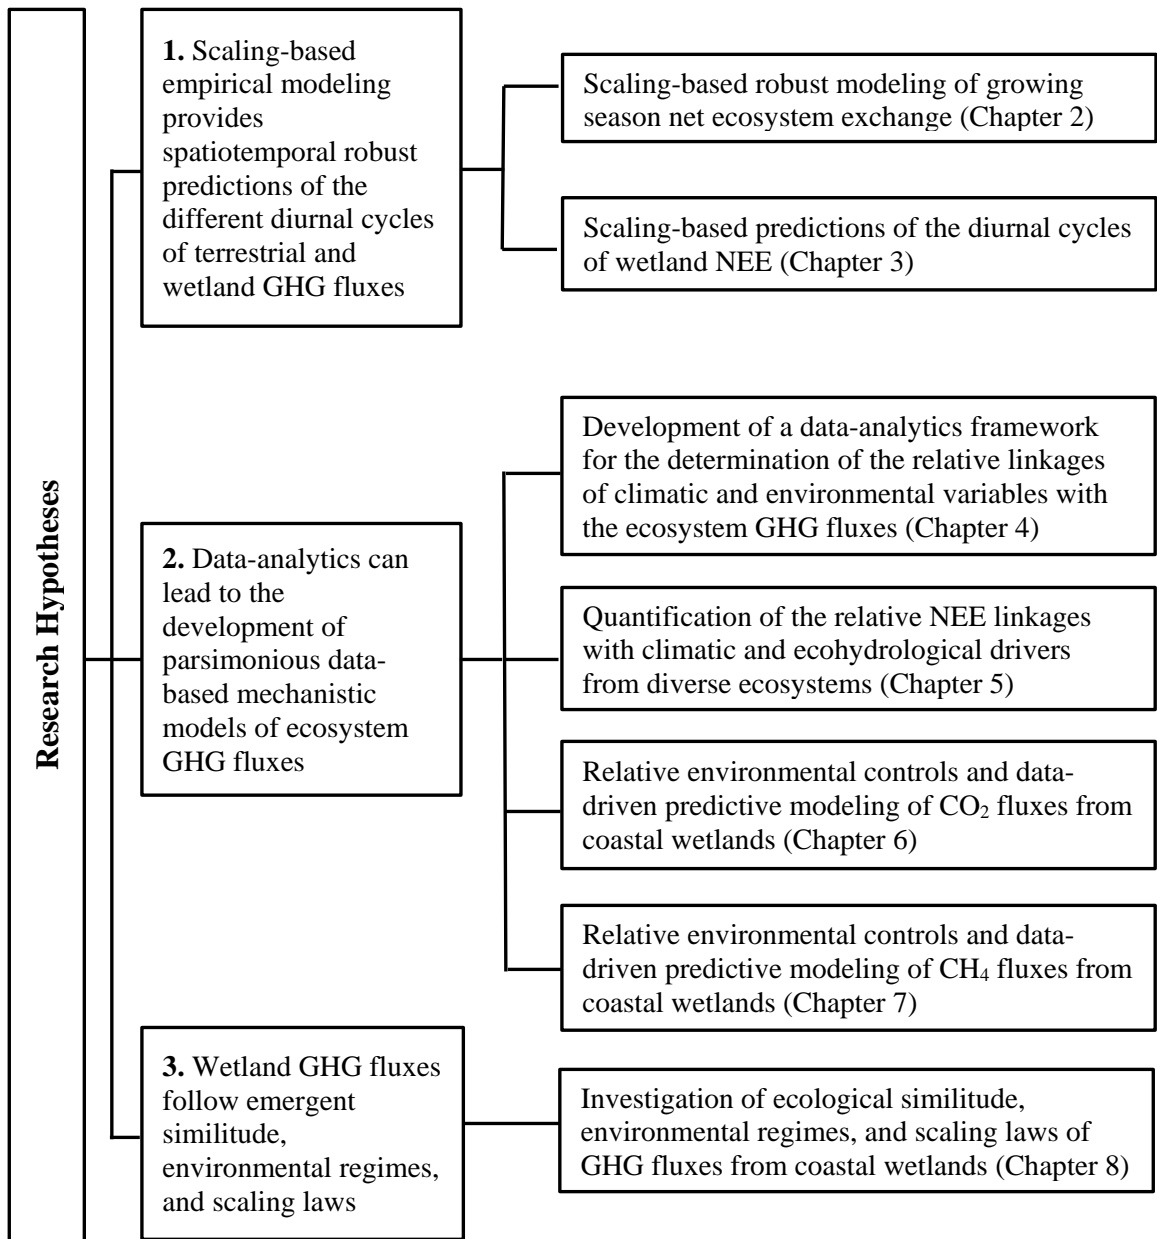 Research Hypotheses
1. Scaling-based
empirical modeling
provides
spatiotemporal robust
predictions of the
different diurnal cycles
of terrestrial and
wetland GHG fluxes
Scaling-based robust modeling of growing
season net ecosystem exchange (Chapter 2)
Scaling-based predictions of the diurnal cycles
of wetland NEE (Chapter 3)
2. Data-analytics can
lead to the
development of
parsimonious data-
based mechanistic
models of ecosystem
GHG fluxes
Development of a data-analytics framework
for the determination of the relative linkages
of climatic and environmental variables with
the ecosystem GHG fluxes (Chapter 4)
Quantification of the relative NEE linkages
with climatic and ecohydrological drivers
from diverse ecosystems (Chapter 5)
Relative environmental controls and data-
driven predictive modeling of CO₂ fluxes from
coastal wetlands (Chapter 6)
Relative environmental controls and data-
driven predictive modeling of CH₄ fluxes from
coastal wetlands (Chapter 7)
3. Wetland GHG fluxes
follow emergent
similitude,
environmental regimes,
and scaling laws
Investigation of ecological similitude,
environmental regimes, and scaling laws of
GHG fluxes from coastal wetlands (Chapter 8)